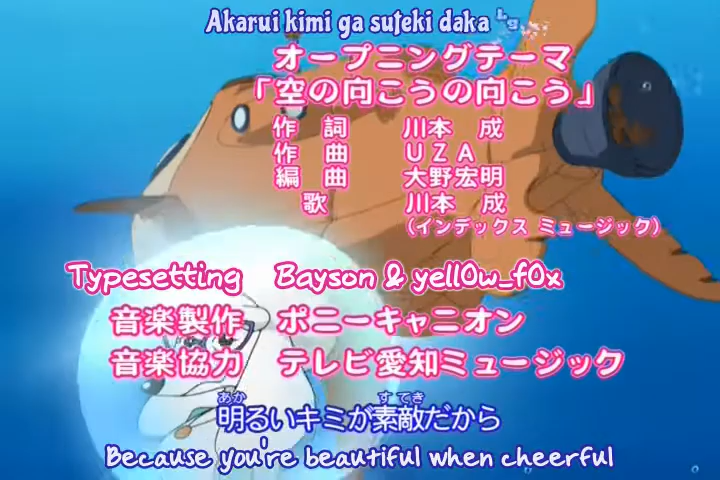 Akarui kimi ga suteki daka
オープニングテーマ
「空の向こうの向こう」
作　詞　　川本　成
作　曲　　ＵＺＡ
編　曲　　大野宏明
歌　　川本　成
（インデックス ミュージック）
Typesetting Bayson & yell0w_f0x
音楽製作　ポニーキャニオン
音楽協力　テレビ愛知ミュージック
あか　すてき
明るいキミが素敵だから
Because you're beautiful when cheerful